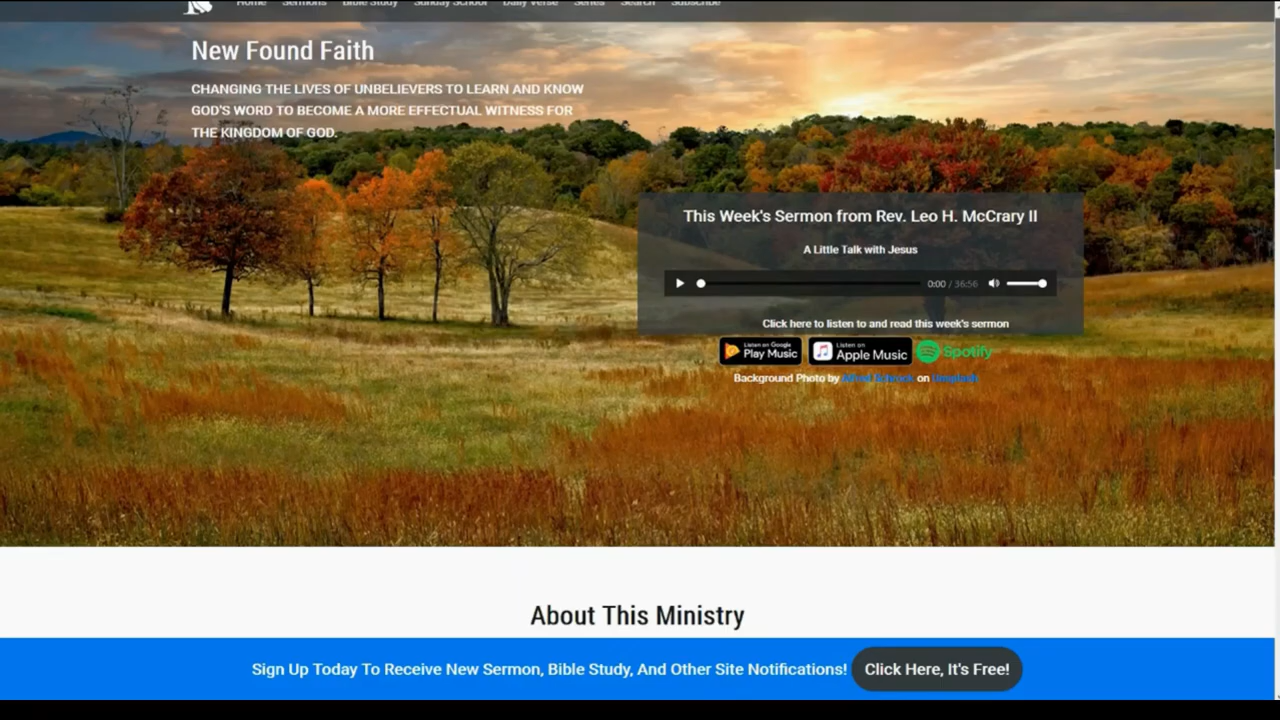 Home Sermons Bible Study Sunday School Daily Verse Series Search Subscribe
New Found Faith
CHANGING THE LIVES OF UNBELIEVERS TO LEARN AND KNOW
GOD'S WORD TO BECOME A MORE EFFECTUAL WITNESS FOR
THE KINGDOM OF GOD.
This Week's Sermon from Rev. Leo H. McCrary II
A Little Talk with Jesus
0:00 / 36:56
Click here to listen to and read this week's sermon
Listen on Google
Play Music
Listen on
Apple Music
Spotify
Background Photo by Alfred Schrock on Unsplash
About This Ministry
Sign Up Today To Receive New Sermon, Bible Study, And Other Site Notifications! Click Here, It's Free!